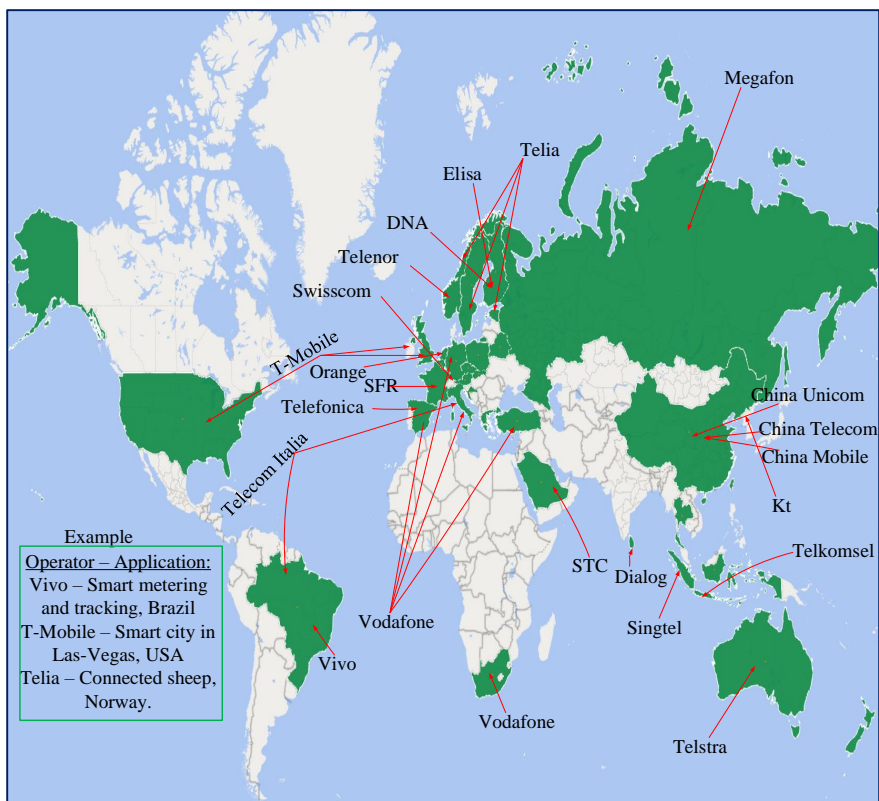 Megafon
Telia
Elisa
DNA
Telenor
Swisscom
T-Mobile
Orange
SFR
Telefonica
China Unicom
China Telecom
China Mobile
Telecom Italia
Kt
Example
Operator – Application:
Vivo – Smart metering
and tracking, Brazil
T-Mobile – Smart city in
Las-Vegas, USA
Telia – Connected sheep,
Norway.
STC
Dialog
Telkomsel
Singtel
Vodafone
Vivo
Vodafone
Telstra